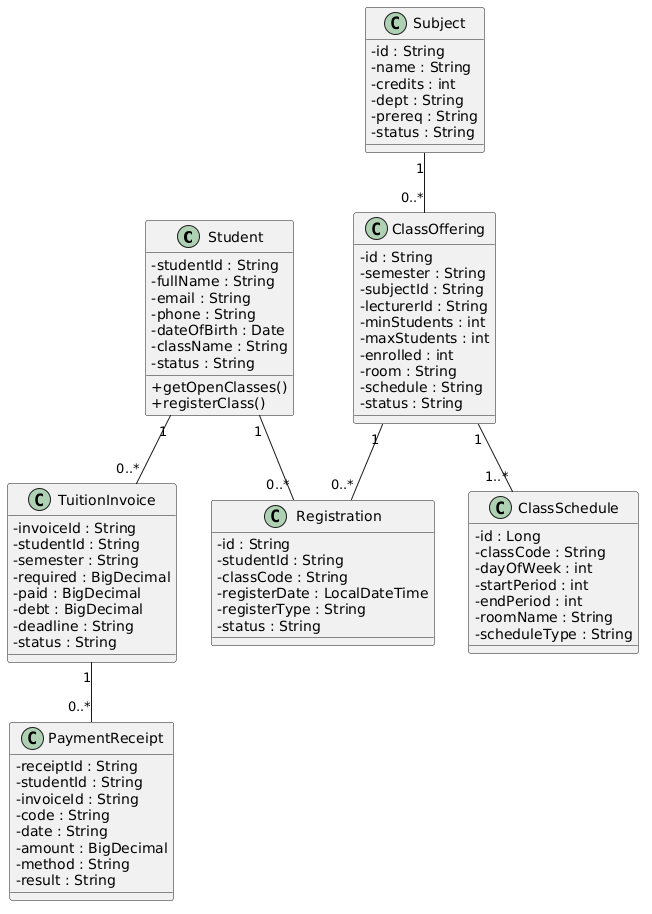 C Subject
-id : String
-name : String
-credits : int
-dept : String
-prereq : String
-status : String
1
0..*
C Student
-studentId : String
-fullName : String
-email : String
-phone : String
-dateOfBirth : Date
-className : String
-status : String
+getOpenClasses()
+registerClass()
C ClassOffering
-id : String
-semester : String
-subjectId : String
-lecturerId : String
-minStudents : int
-maxStudents : int
-enrolled : int
-room : String
-schedule : String
-status : String
1
0..*
1
0..*
1
0..*
1
1..*
C TuitionInvoice
-invoiceId : String
-studentId : String
-semester : String
-required : BigDecimal
-paid : BigDecimal
-debt : BigDecimal
-deadline : String
-status : String
C Registration
-id : String
-studentId : String
-classCode : String
-registerDate : LocalDateTime
-registerType : String
-status : String
C ClassSchedule
-id : Long
-classCode : String
-dayOfWeek : int
-startPeriod : int
-endPeriod : int
-roomName : String
-scheduleType : String
1
0..*
C PaymentReceipt
-receiptId : String
-studentId : String
-invoiceId : String
-code : String
-date : String
-amount : BigDecimal
-method : String
-result : String